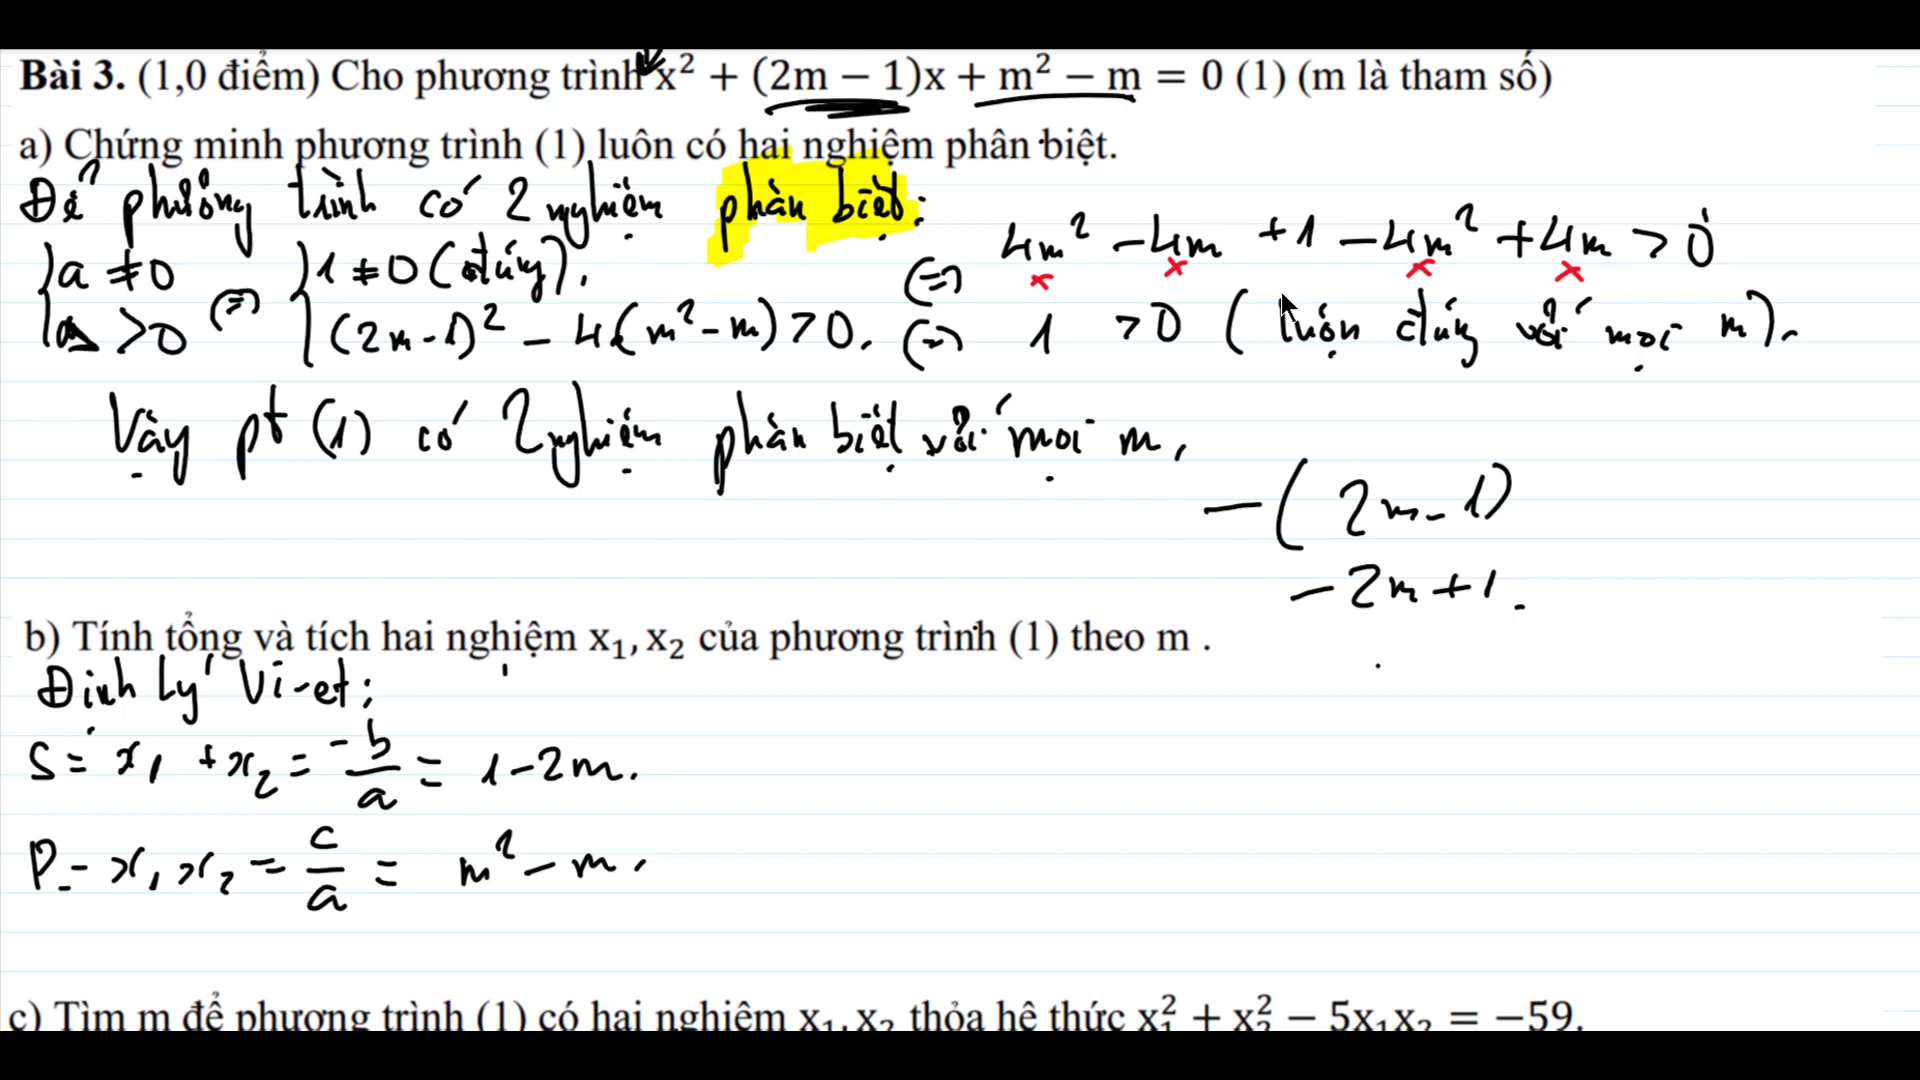 Bài 3. (1,0 điểm) Cho phương trình x² + (2m − 1)x + m² − m = 0 (1) (m là tham số)
a) Chứng minh phương trình (1) luôn có hai nghiệm phân biệt.
Để phương trình có 2 nghiệm phân biệt:
{ a ≠ 0 (=) { 1 ≠ 0 (đúng).
{ Δ > 0 { (2m-1)² - 4(m² - m) > 0.
(=) 4m² - 4m + 1 - 4m² + 4m > 0
(=) 1 > 0 ( luôn đúng với mọi m).
Vậy pt (1) có 2 nghiệm phân biệt với mọi m.
- ( 2m - 1)
- 2m + 1.
b) Tính tổng và tích hai nghiệm x₁, x₂ của phương trình (1) theo m .
Định Lý Vi-et:
S = x₁ + x₂ = -b/a = 1 - 2m.
P = x₁ x₂ = c/a = m² - m.
c) Tìm m để phương trình (1) có hai nghiệm x₁, x₂ thỏa hệ thức x₁² + x₂² − 5x₁x₂ = −59.